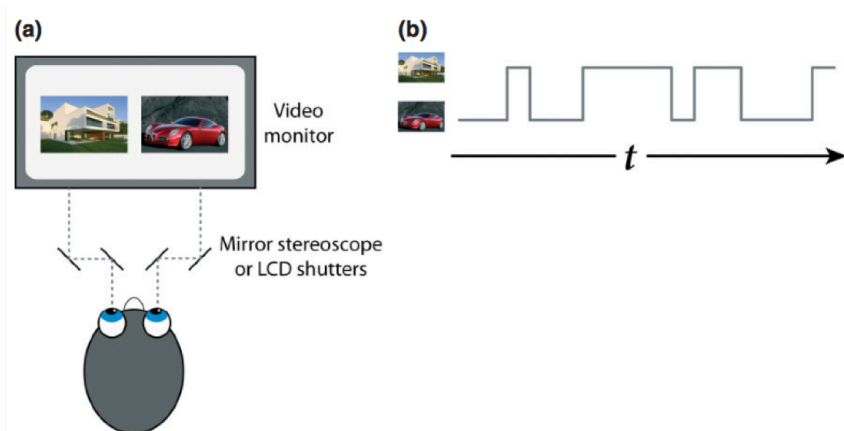 (a)
Video
monitor
Mirror stereoscope
or LCD shutters
(b)
t